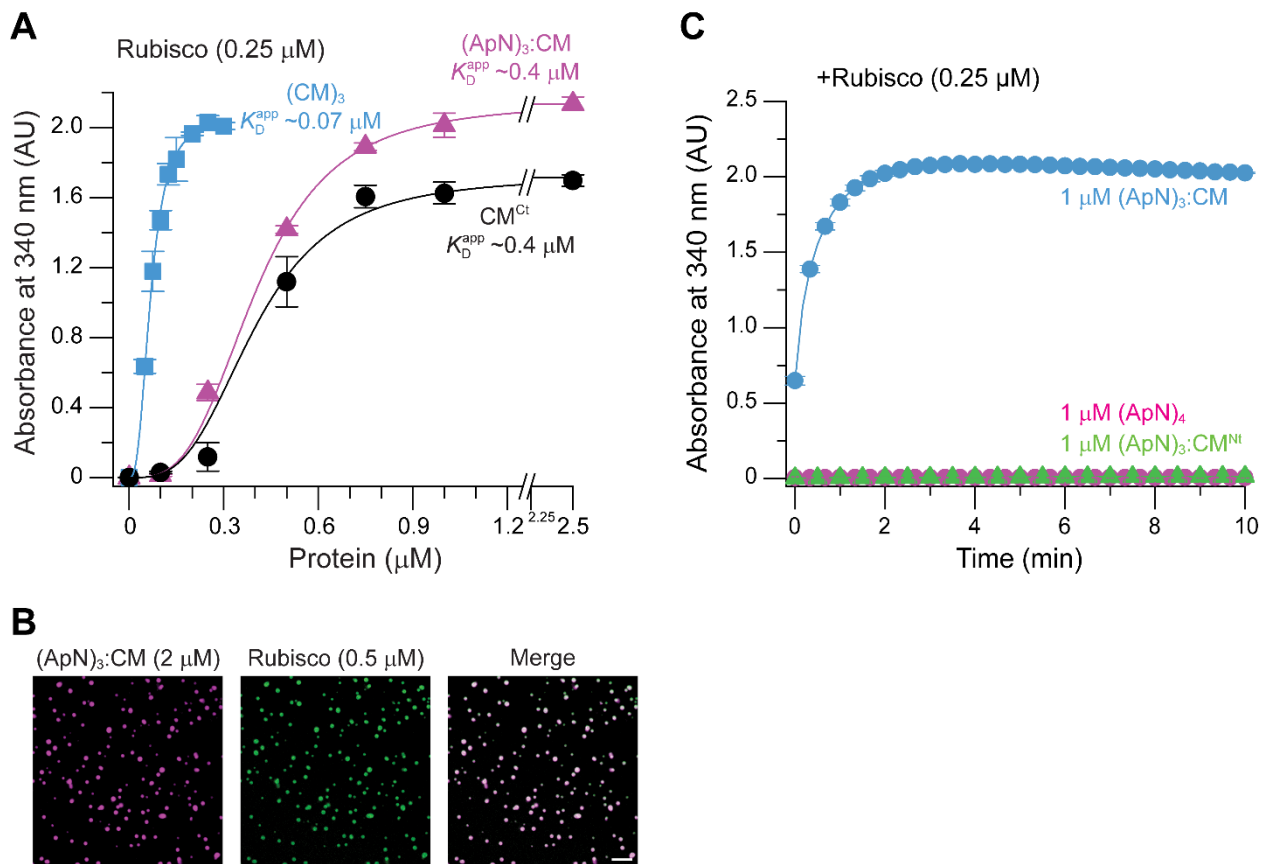 A
Rubisco (0.25 μM)
(ApN)₃:CM
K_D^app ~0.4 μM
(CM)₃
K_D^app ~0.07 μM
CM^Ct
K_D^app ~0.4 μM
Absorbance at 340 nm (AU)
2.0
1.6
1.2
0.8
0.4
0
0 0.3 0.6 0.9 1.2 2.25 2.5
Protein (μM)
B
(ApN)₃:CM (2 μM) Rubisco (0.5 μM) Merge
C
+Rubisco (0.25 μM)
Absorbance at 340 nm (AU)
2.5
2.0
1.5
1.0
0.5
0
1 μM (ApN)₃:CM
1 μM (ApN)₄
1 μM (ApN)₃:CM^Nt
0 2 4 6 8 10
Time (min)